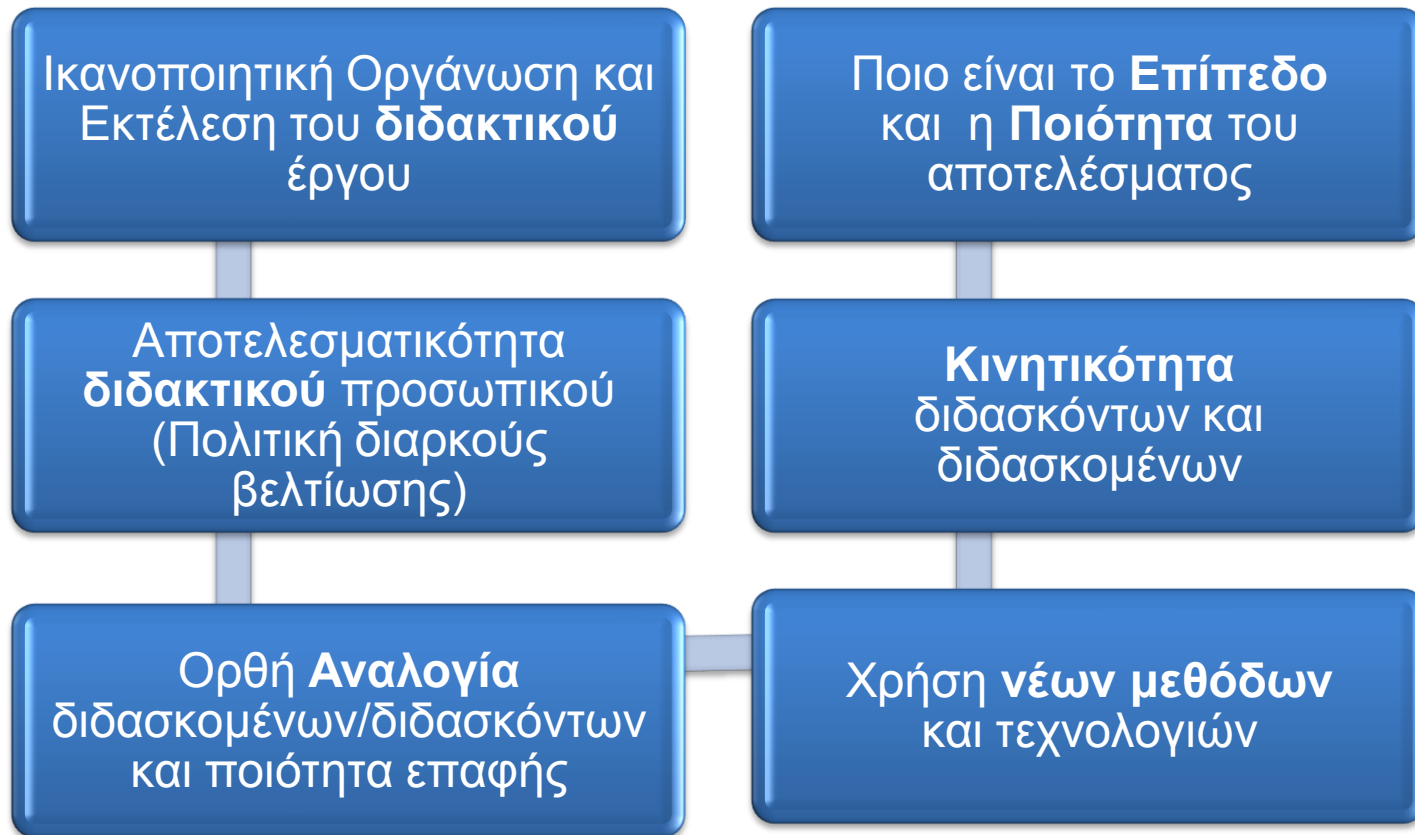 Ικανοποιητική Οργάνωση και
Εκτέλεση του διδακτικού
έργου
Αποτελεσματικότητα
διδακτικού προσωπικού
(Πολιτική διαρκούς
βελτίωσης)
Ορθή Αναλογία
διδασκομένων/διδασκόντων
και ποιότητα επαφής
Χρήση νέων μεθόδων
και τεχνολογιών
Κινητικότητα
διδασκόντων και
διδασκομένων
Ποιο είναι το Επίπεδο
και η Ποιότητα του
αποτελέσματος